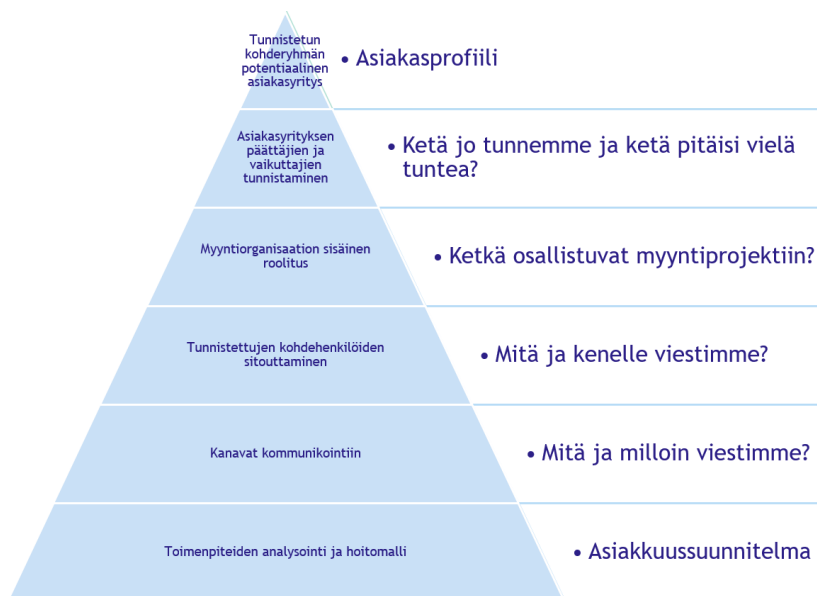 Tunnistetun
kohderyhmän
potentiaalinen
asiakasyritys
• Asiakasprofiili
Asiakasyrityksen
päättäjien ja
vaikuttajien
tunnistaminen
• Ketä jo tunnemme ja ketä pitäisi vielä
tuntea?
Myyntiorganisaation sisäinen
roolitus
• Ketkä osallistuvat myyntiprojektiin?
Tunnistettujen kohdehenkilöiden
sitouttaminen
• Mitä ja kenelle viestimme?
Kanavat kommunikointiin
• Mitä ja milloin viestimme?
Toimenpiteiden analysointi ja hoitomalli
• Asiakkuussuunnitelma